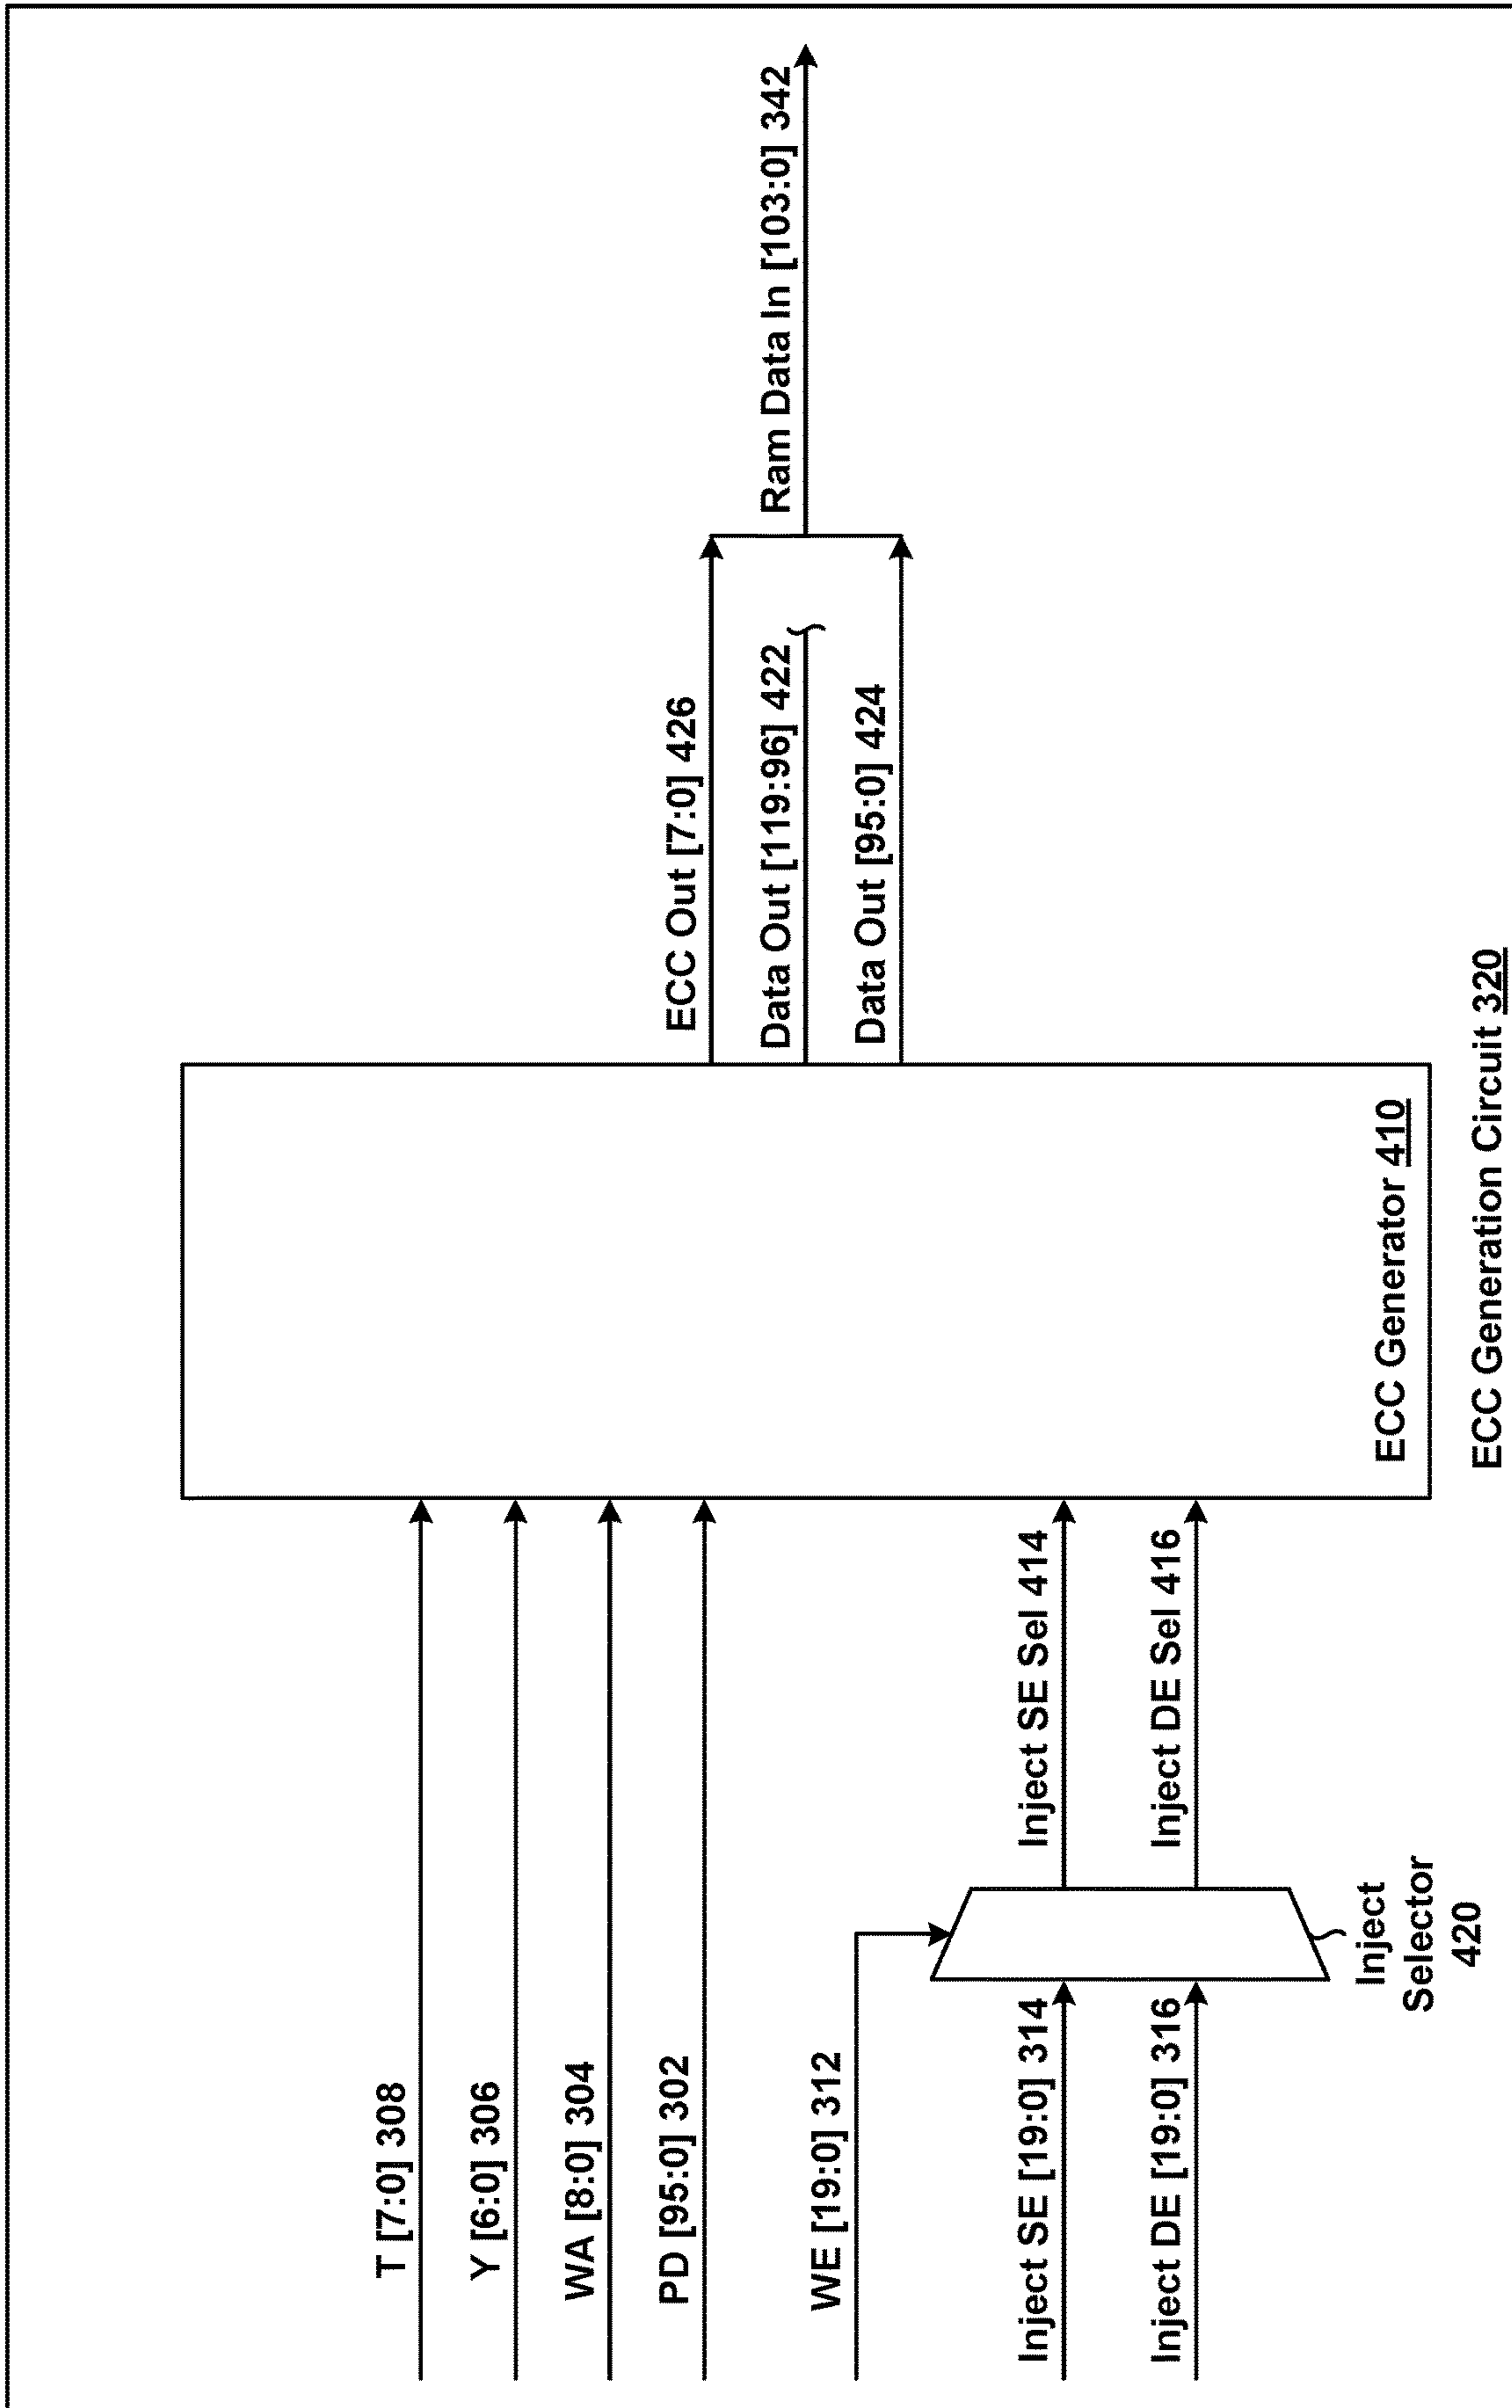 T [7:0] 308
Y [6:0] 306
WA [8:0] 304
PD [95:0] 302
WE [19:0] 312
Inject SE [19:0] 314
Inject DE [19:0] 316
Inject
Selector
420
Inject SE Sel 414
Inject DE Sel 416
ECC Generator 410
ECC Out [7:0] 426
Data Out [119:96] 422
Data Out [95:0] 424
Ram Data In [103:0] 342
ECC Generation Circuit 320